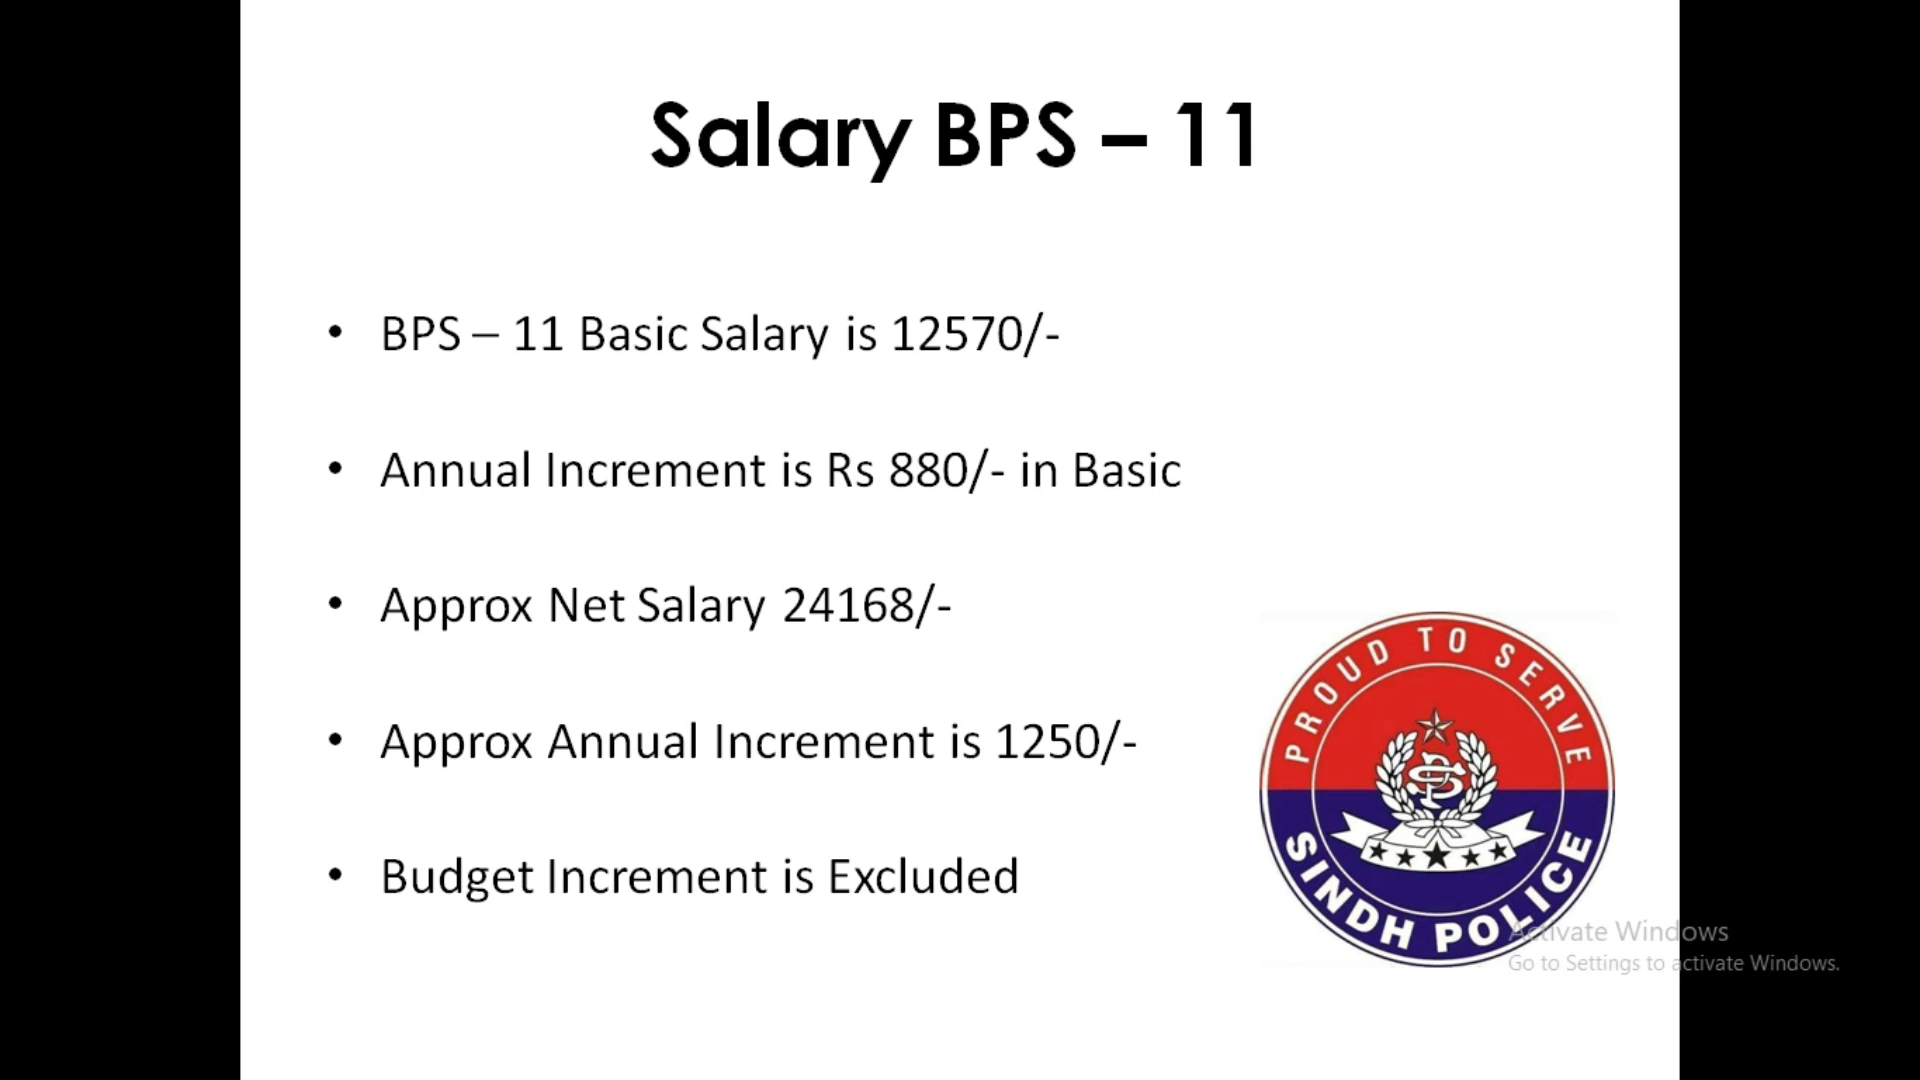 Salary BPS – 11
• BPS – 11 Basic Salary is 12570/-
• Annual Increment is Rs 880/- in Basic
• Approx Net Salary 24168/-
• Approx Annual Increment is 1250/-
• Budget Increment is Excluded
PROUD TO SERVE
SP
SINDH POLICE
Activate Windows
Go to Settings to activate Windows.